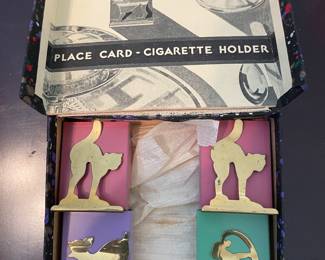 PLACE CARD - CIGARETTE HOLDER